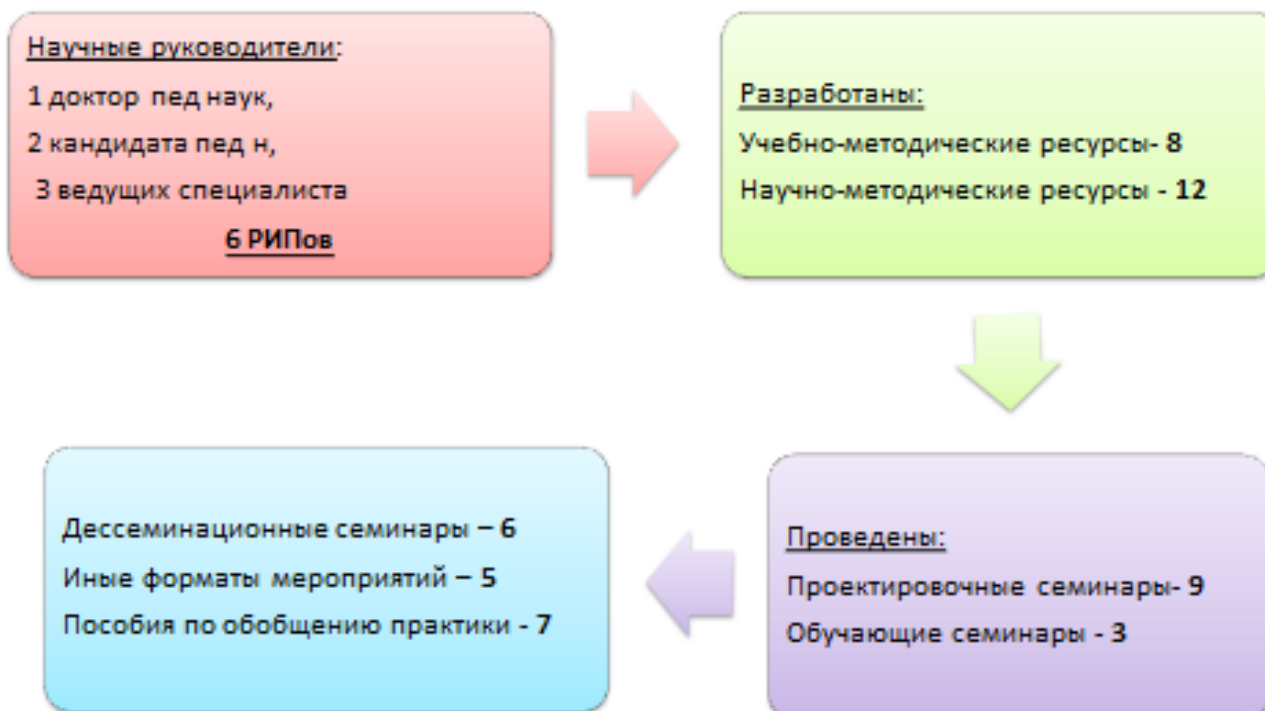 Научные руководители:
1 доктор пед наук,
2 кандидата пед н,
3 ведущих специалиста
6 РИПов
Разработаны:
Учебно-методические ресурсы- 8
Научно-методические ресурсы - 12
Проведены:
Проектировочные семинары- 9
Обучающие семинары - 3
Дессеминационные семинары – 6
Иные форматы мероприятий – 5
Пособия по обобщению практики - 7